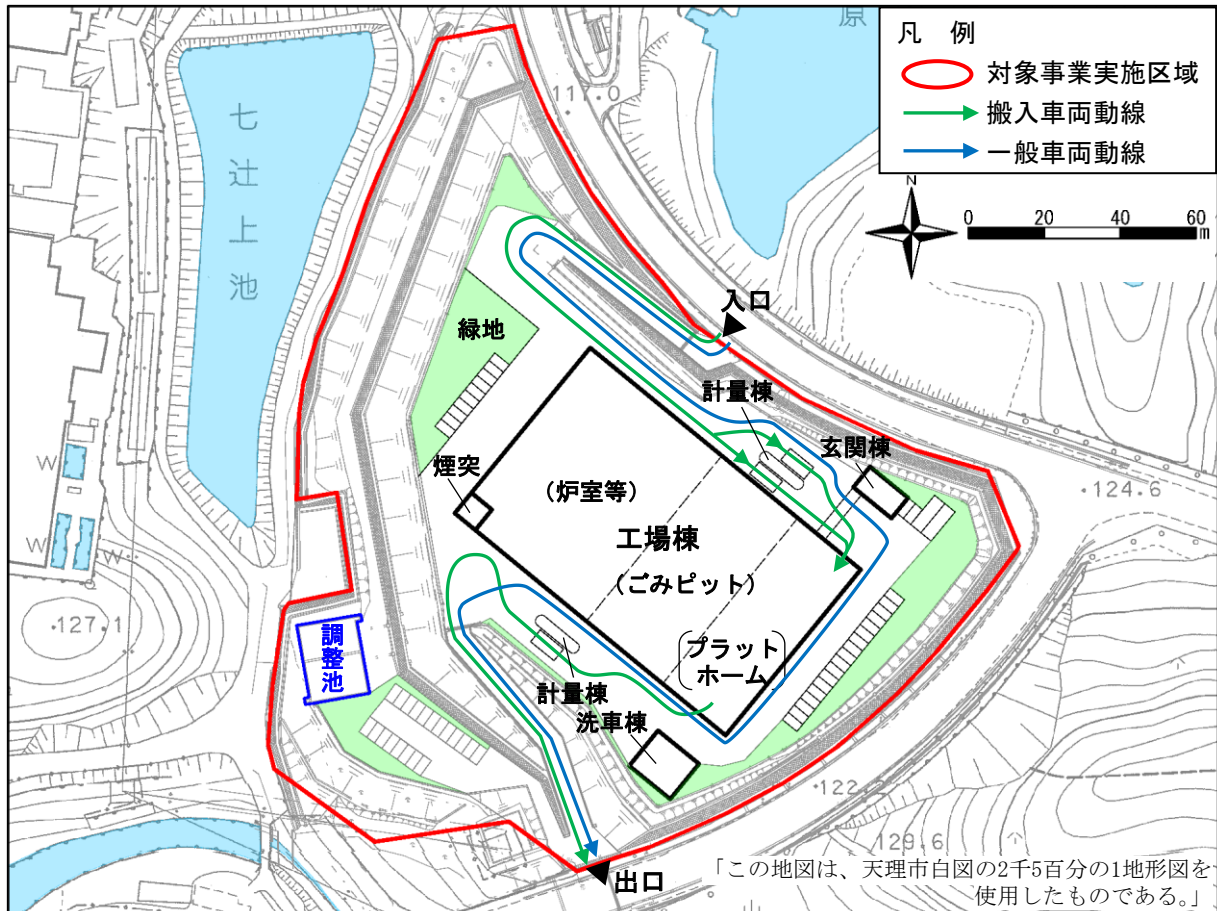 原
凡 例
対象事業実施区域
搬入車両動線
一般車両動線
N
0 20 40 60
m
七辻上池
117.0
入口
緑地
計量棟
玄関棟
煙突
(炉室等)
124.6
工場棟
(ごみピット)
W
W
W
127.1
調整池
プラット
ホーム
計量棟
洗車棟
122.
129.6
出口
「この地図は、天理市白図の2千5百分の1地形図を
使用したものである。」